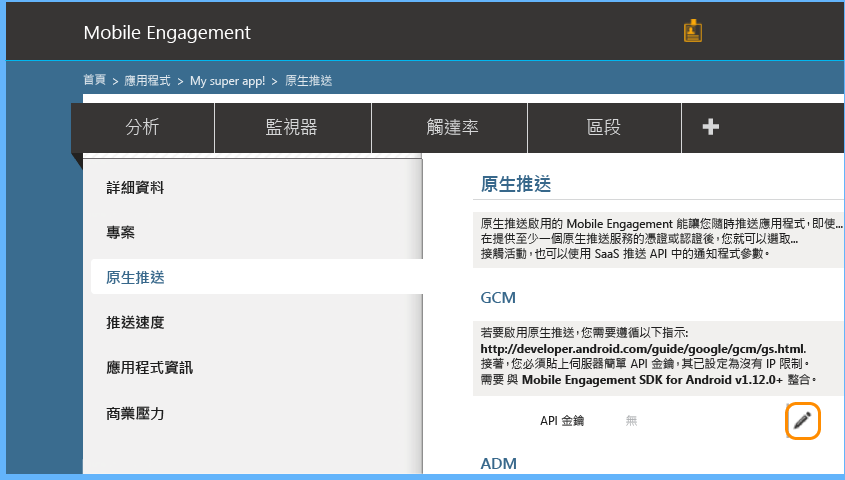 Mobile Engagement
首頁 > 應用程式 > My super app! > 原生推送
分析 監視器 觸達率 區段
詳細資料
專案
原生推送
推送速度
應用程式資訊
商業壓力
原生推送
原生推送啟用的 Mobile Engagement 能讓您隨時推送應用程式，即使...
在提供至少一個原生推送服務的憑證或認證後，您就可以選取...
接觸活動，也可以使用 SaaS 推送 API 中的通知程式參數。
GCM
若要啟用原生推送，您需要遵循以下指示:
http://developer.android.com/guide/google/gcm/gs.html.
接著，您必須貼上伺服器簡單 API 金鑰，其已設定為沒有 IP 限制。
需要 與 Mobile Engagement SDK for Android v1.12.0+ 整合。
API 金鑰 無
ADM